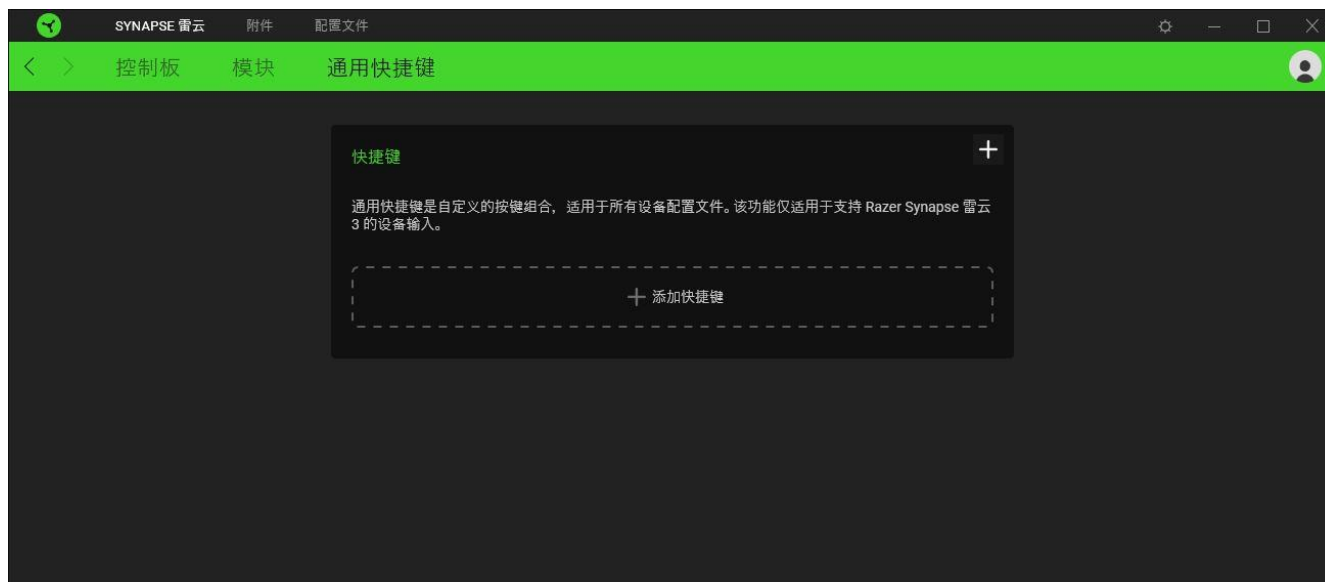 SYNAPSE 雷云 附件 配置文件
控制板 模块 通用快捷键
快捷键
通用快捷键是自定义的按键组合，适用于所有设备配置文件。该功能仅适用于支持 Razer Synapse 雷云
3 的设备输入。
添加快捷键